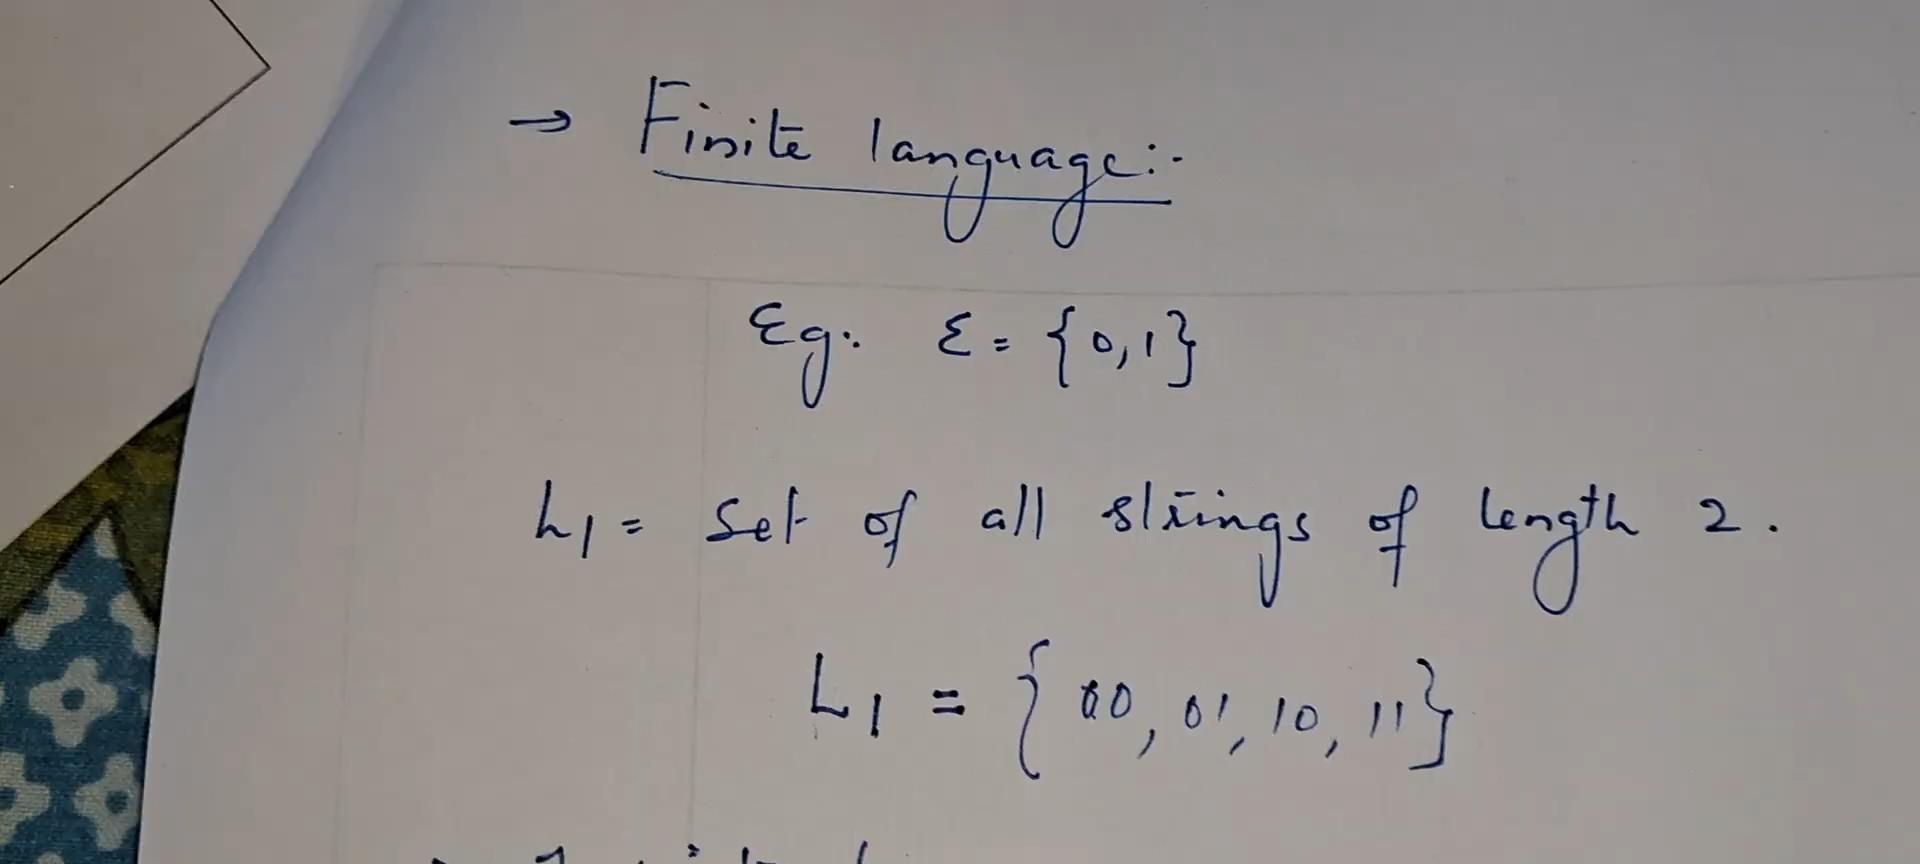 → Finite language:-
Eg: Ɛ = {0,1}
L1 = Set of all strings of length 2.
L1 = {00, 01, 10, 11}